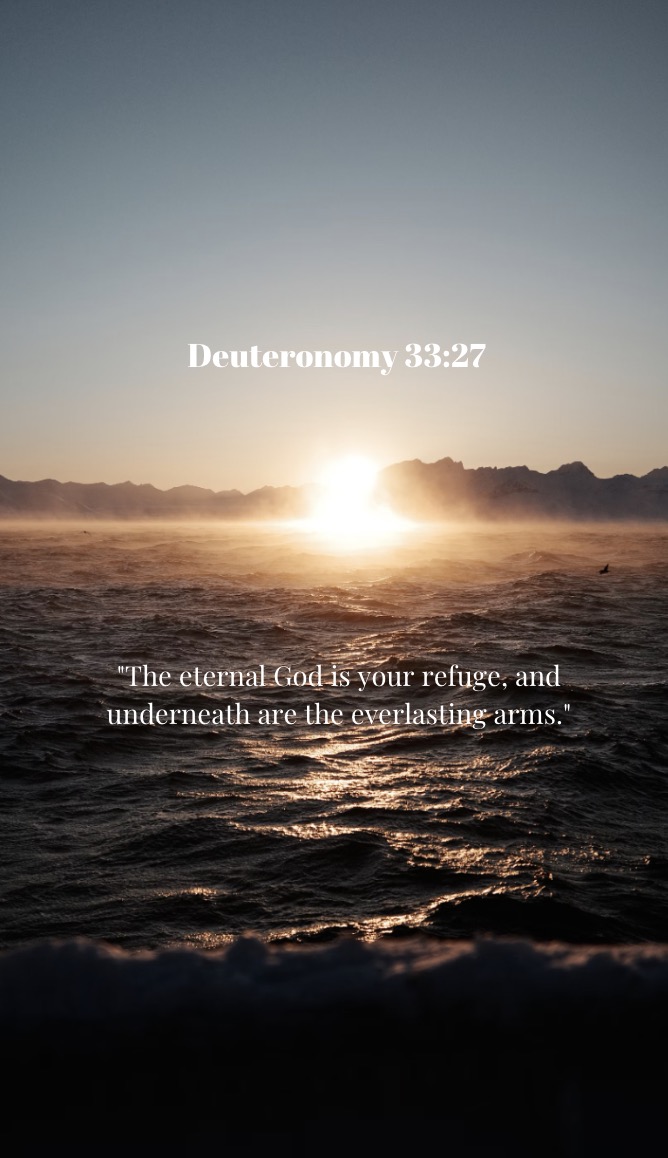 Deuteronomy 33:27
"The eternal God is your refuge, and
underneath are the everlasting arms."